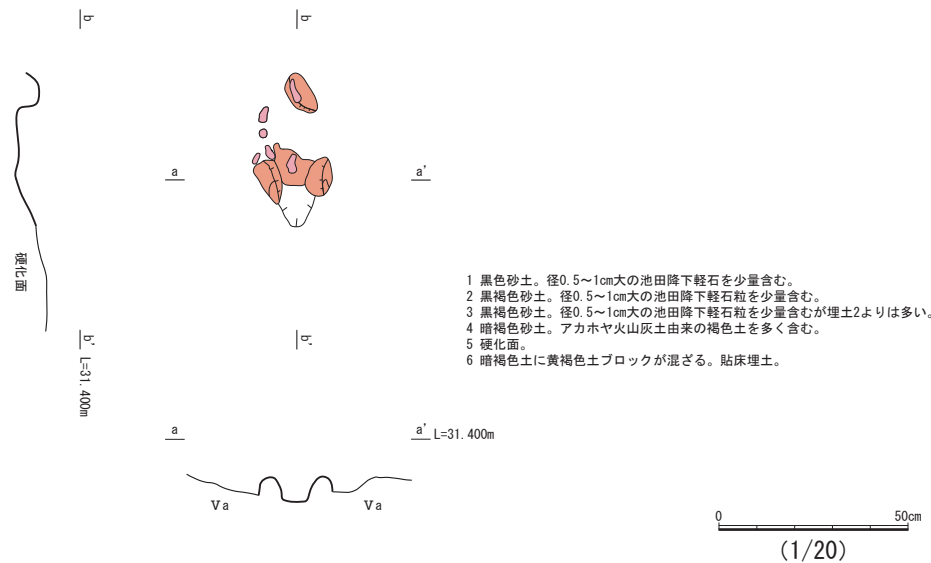 b
b
a
a'
硬化面
1 黒色砂土。径0.5～1cm大の池田降下軽石を少量含む。
2 黒褐色砂土。径0.5～1cm大の池田降下軽石粒を少量含む。
3 黒褐色砂土。径0.5～1cm大の池田降下軽石粒を少量含むが埋土2よりは多い。
4 暗褐色砂土。アカホヤ火山灰土由来の褐色土を多く含む。
5 硬化面。
6 暗褐色土に黄褐色土ブロックが混ざる。貼床埋土。
b'
b'
L=31.400m
a
a' L=31.400m
Ⅴa
Ⅴa
0
50cm
(1/20)